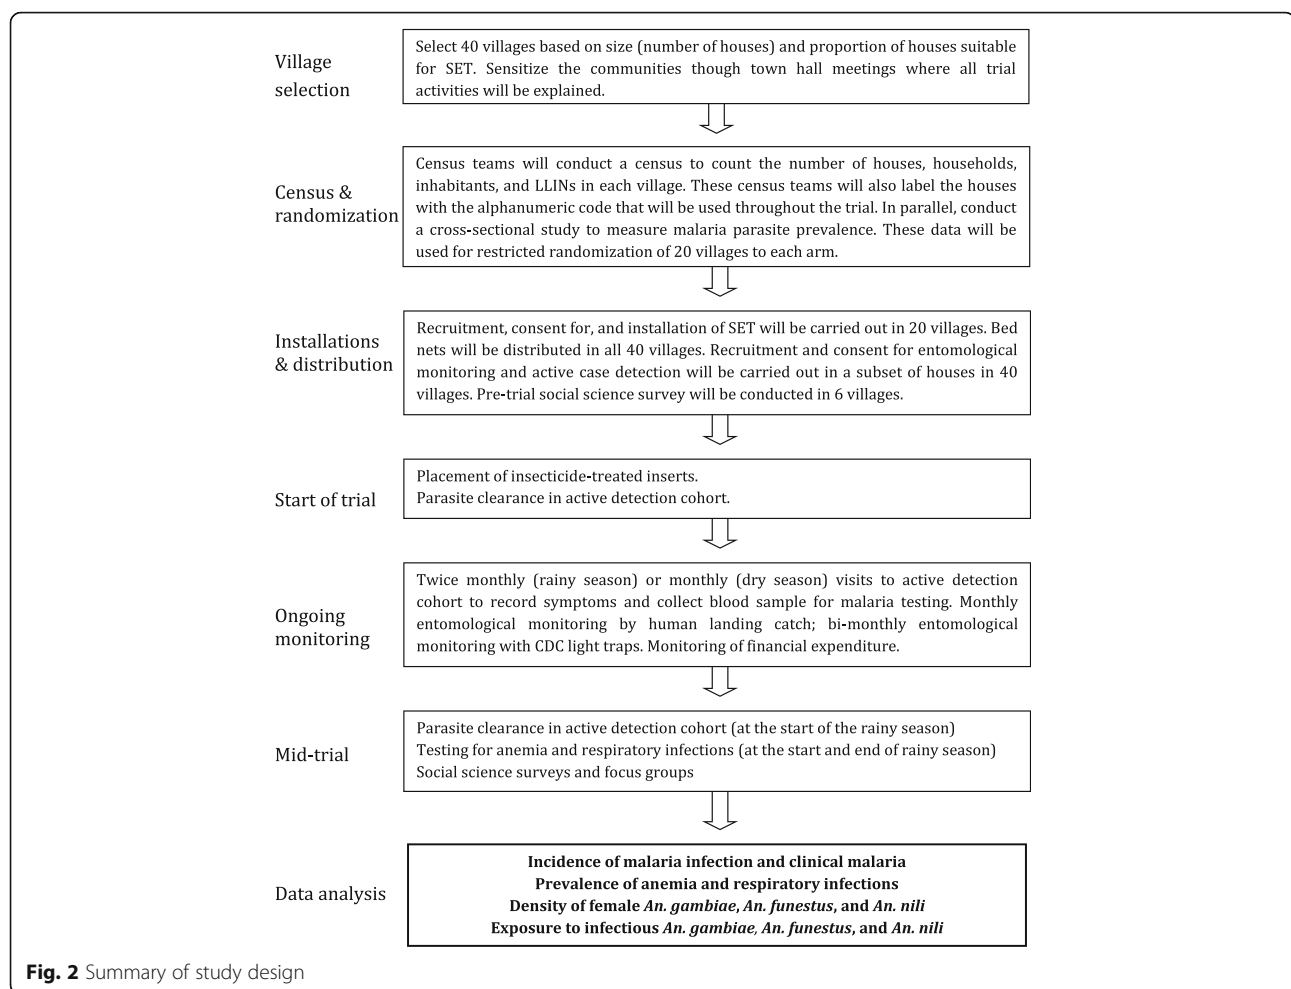 Village
selection
Select 40 villages based on size (number of houses) and proportion of houses suitable
for SET. Sensitize the communities though town hall meetings where all trial
activities will be explained.
Census &
randomization
Census teams will conduct a census to count the number of houses, households,
inhabitants, and LLINs in each village. These census teams will also label the houses
with the alphanumeric code that will be used throughout the trial. In parallel, conduct
a cross-sectional study to measure malaria parasite prevalence. These data will be
used for restricted randomization of 20 villages to each arm.
Installations
& distribution
Recruitment, consent for, and installation of SET will be carried out in 20 villages. Bed
nets will be distributed in all 40 villages. Recruitment and consent for entomological
monitoring and active case detection will be carried out in a subset of houses in 40
villages. Pre-trial social science survey will be conducted in 6 villages.
Start of trial
Placement of insecticide-treated inserts.
Parasite clearance in active detection cohort.
Ongoing
monitoring
Twice monthly (rainy season) or monthly (dry season) visits to active detection
cohort to record symptoms and collect blood sample for malaria testing. Monthly
entomological monitoring by human landing catch; bi-monthly entomological
monitoring with CDC light traps. Monitoring of financial expenditure.
Mid-trial
Parasite clearance in active detection cohort (at the start of the rainy season)
Testing for anemia and respiratory infections (at the start and end of rainy season)
Social science surveys and focus groups
Data analysis
Incidence of malaria infection and clinical malaria
Prevalence of anemia and respiratory infections
Density of female An. gambiae, An. funestus, and An. nili
Exposure to infectious An. gambiae, An. funestus, and An. nili
Fig. 2 Summary of study design